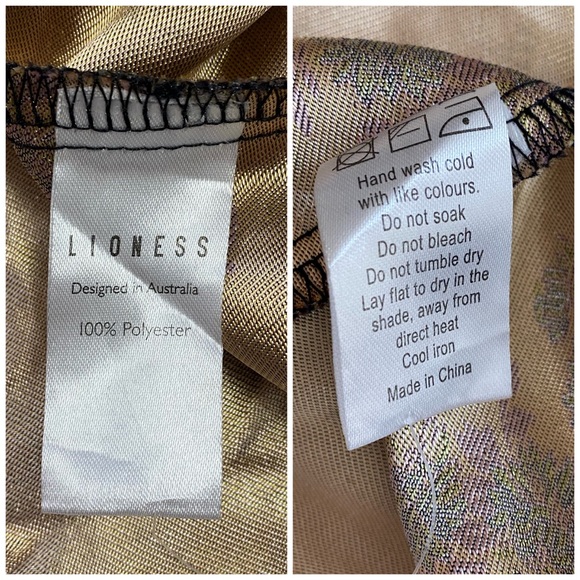 LIONESS
Designed in Australia
100% Polyester
Hand wash cold
with like colours.
Do not soak
Do not bleach
Do not tumble dry
Lay flat to dry in the
shade, away from
direct heat
Cool iron
Made in China